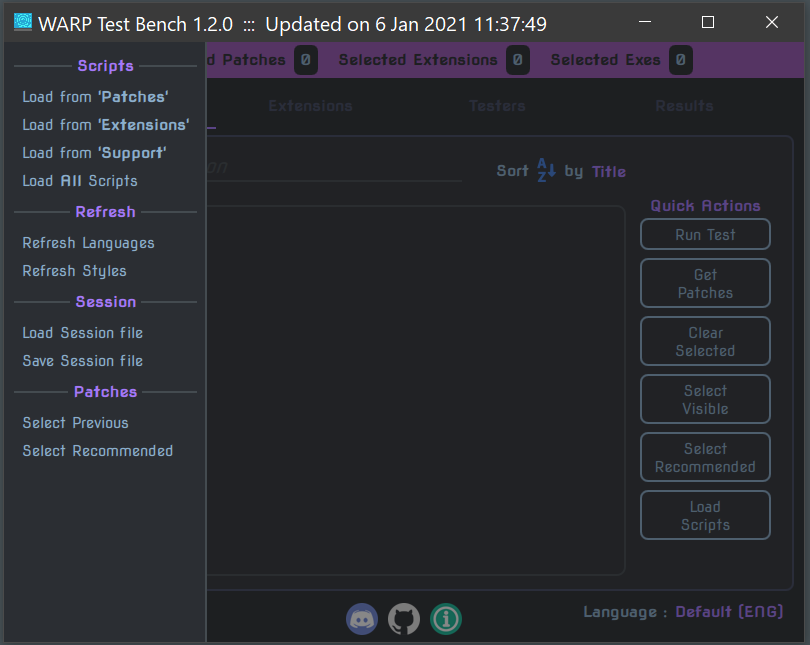 WARP Test Bench 1.2.0 ::: Updated on 6 Jan 2021 11:37:49
Scripts
Load from 'Patches'
Load from 'Extensions'
Load from 'Support'
Load All Scripts
Refresh
Refresh Languages
Refresh Styles
Session
Load Session file
Save Session file
Patches
Select Previous
Select Recommended
d Patches 0 Selected Extensions 0 Selected Exes 0
Extensions Testers Results
on
Sort A Z by Title
Quick Actions
Run Test
Get
Patches
Clear
Selected
Select
Visible
Select
Recommended
Load
Scripts
Language : Default (ENG)